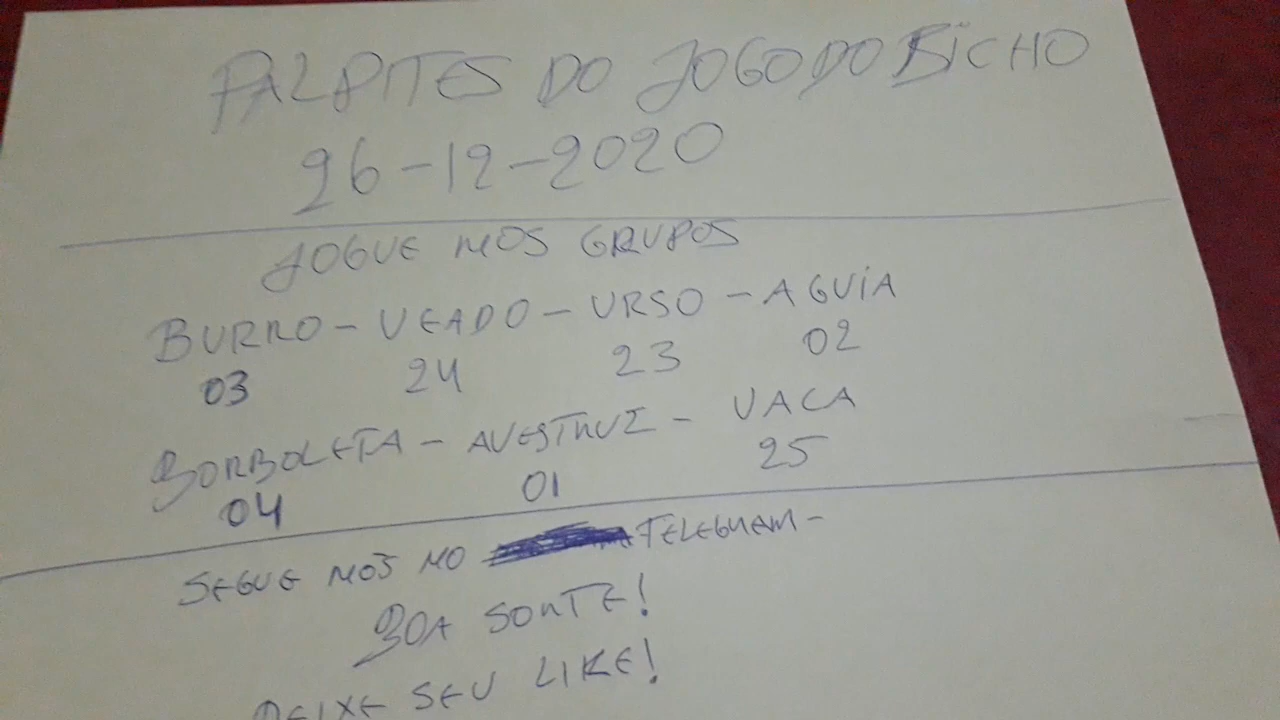 PALPITES DO JOGO DO BICHO
26-12-2020
JOGUE NOS GRUPOS
BURRO - VEADO - URSO - AGUIA
03 24 23 02
BORBOLETA - AVESTRUZ - VACA
04 01 25
SEGUE NOS NO TELEGRAM -
BOA SORTE!
DEIXE SEU LIKE!